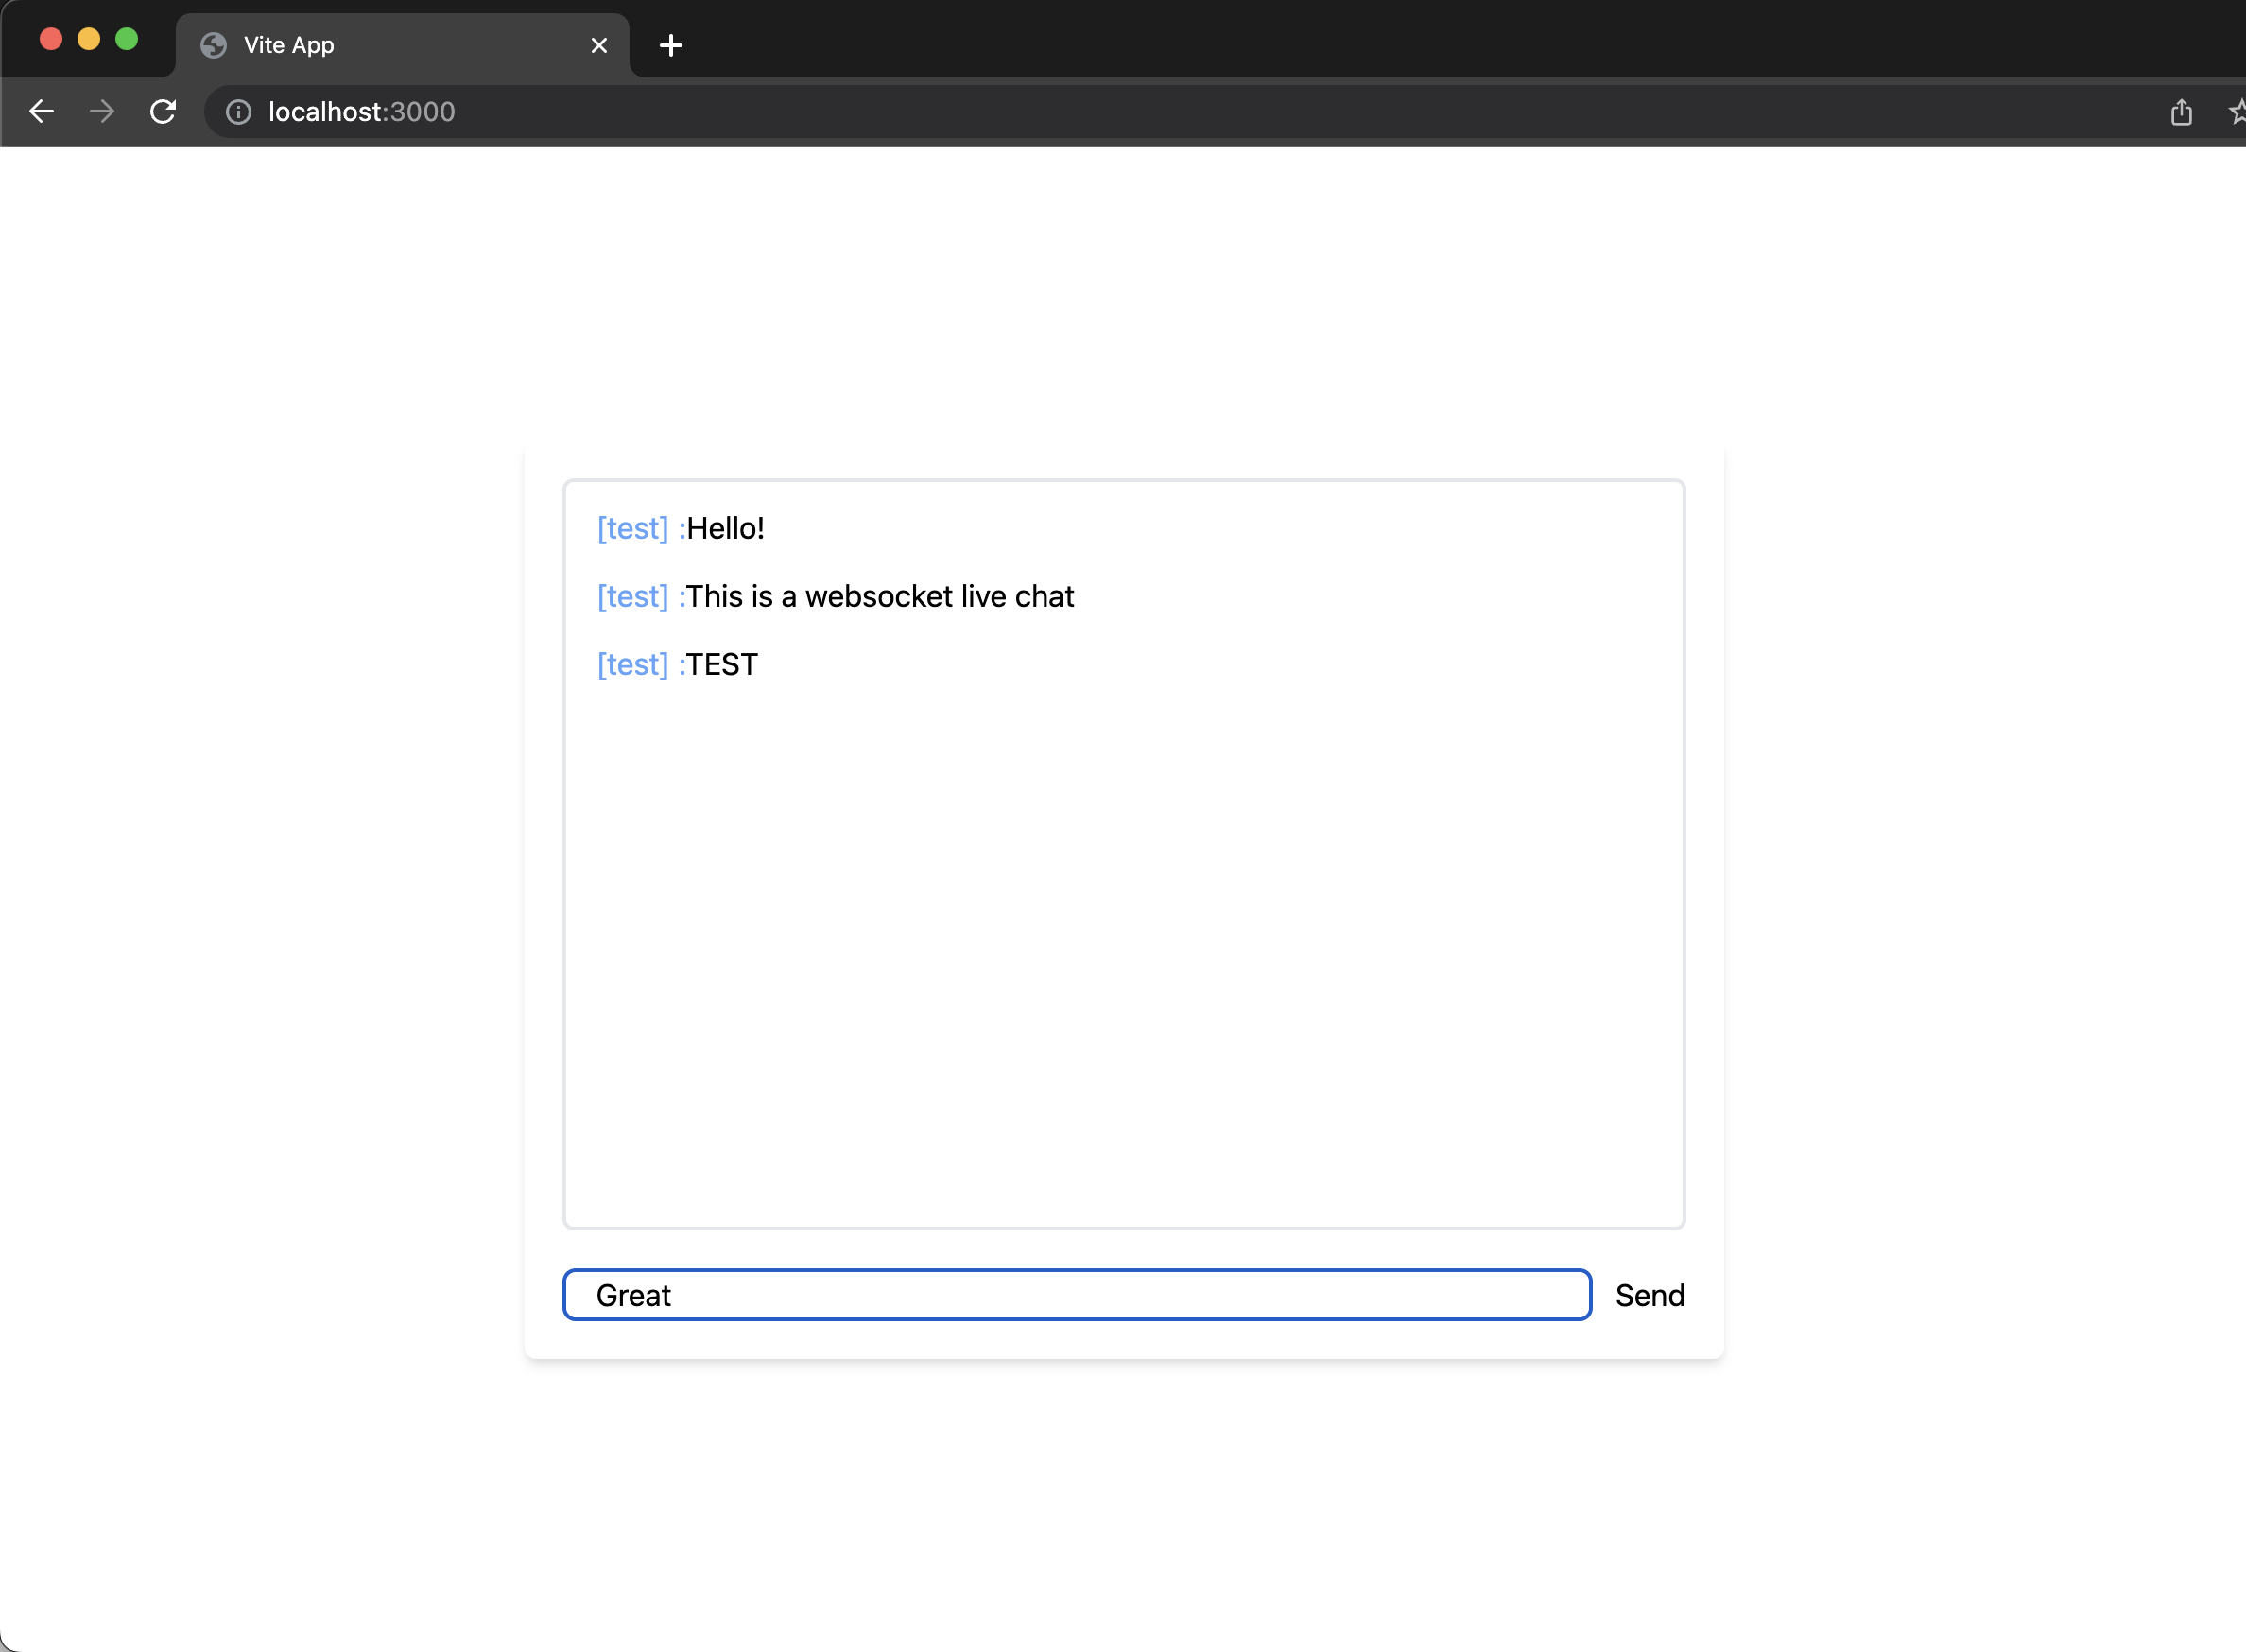 Vite App
localhost:3000
[test] :Hello!
[test] :This is a websocket live chat
[test] :TEST
Great
Send